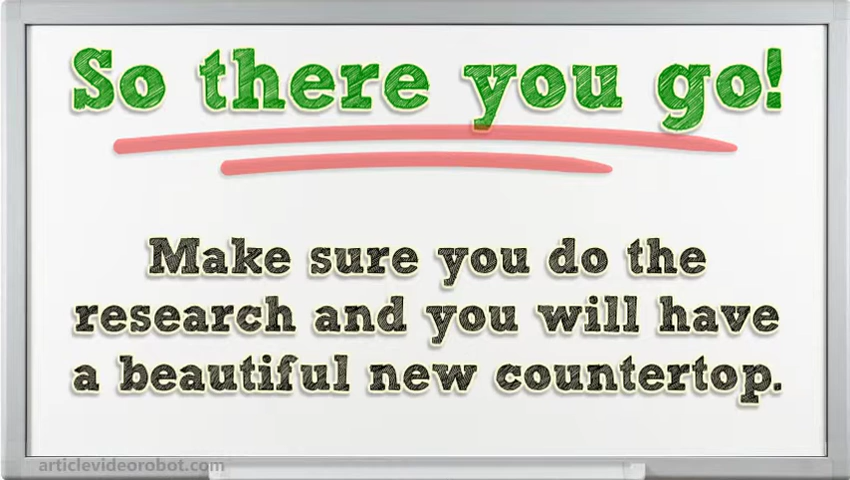 So there you go!
Make sure you do the
research and you will have
a beautiful new countertop.
articlevideorobot.com